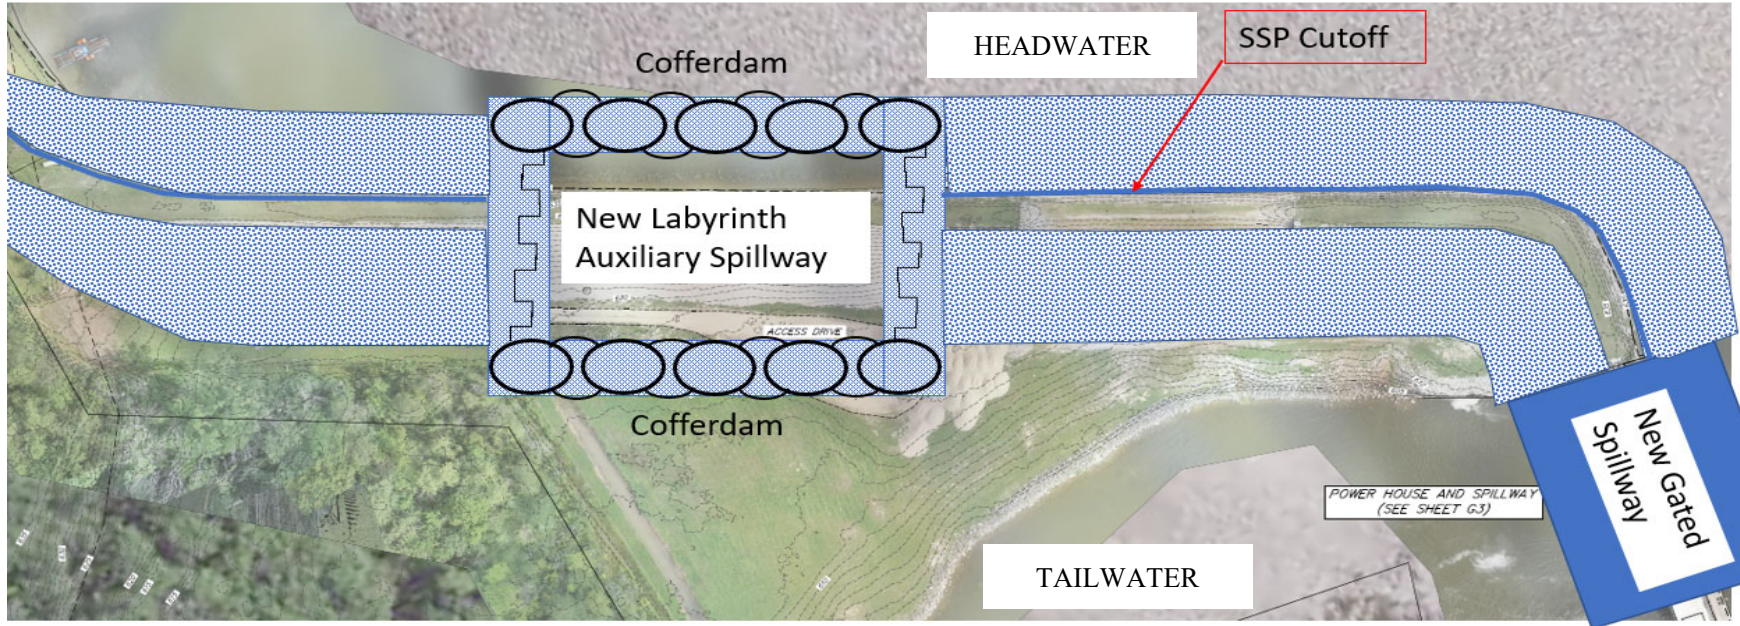 HEADWATER
SSP Cutoff
Cofferdam
New Labyrinth
Auxiliary Spillway
ACCESS DRIVE
Cofferdam
New Gated
Spillway
POWER HOUSE AND SPILLWAY
(SEE SHEET G3)
TAILWATER